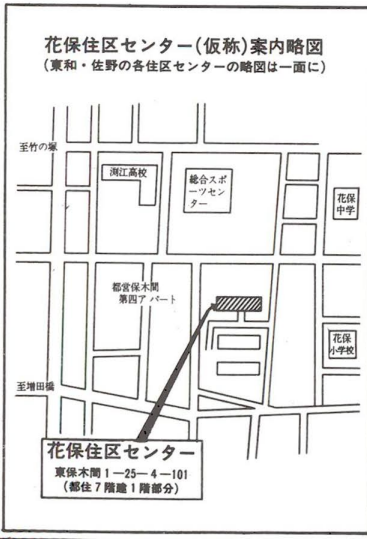 花保住区センター(仮称)案内略図
(東和・佐野の各住区センターの略図は一面に)
至竹の塚
渕江高校
総合スポ
ーツセン
ター
花保
中学
都営保木間
第四アパート
花保
小学校
至増田橋
花保住区センター
東保木間1―25―4―101
(都住7階建1階部分)